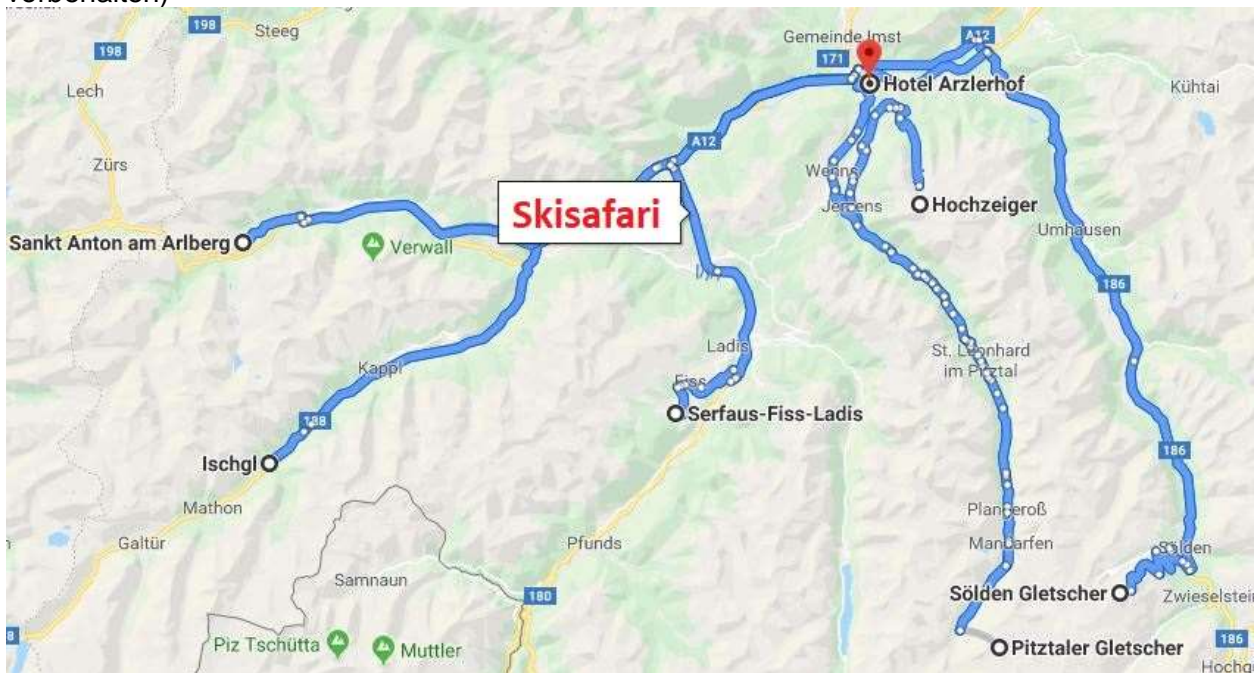 vorbehalten)
198
Steeg
Gemeinde Imst
A12
198
171
Hotel Arzlerhof
Lech
Kühtai
Zürs
A12
Wenns
Skisafari
Jerzens
Hochzeiger
Sankt Anton am Arlberg
Verwall
Umhausen
186
Ladis
St. Leonhard
im Pitztal
Kappl
Fiss
Serfaus-Fiss-Ladis
188
186
Ischgl
Mathon
Plangeroß
Galtür
Pfunds
Mandarfen
Sölden
Samnaun
180
Sölden Gletscher
Zwieselstein
Piz Tschütta
Muttler
Pitztaler Gletscher
186